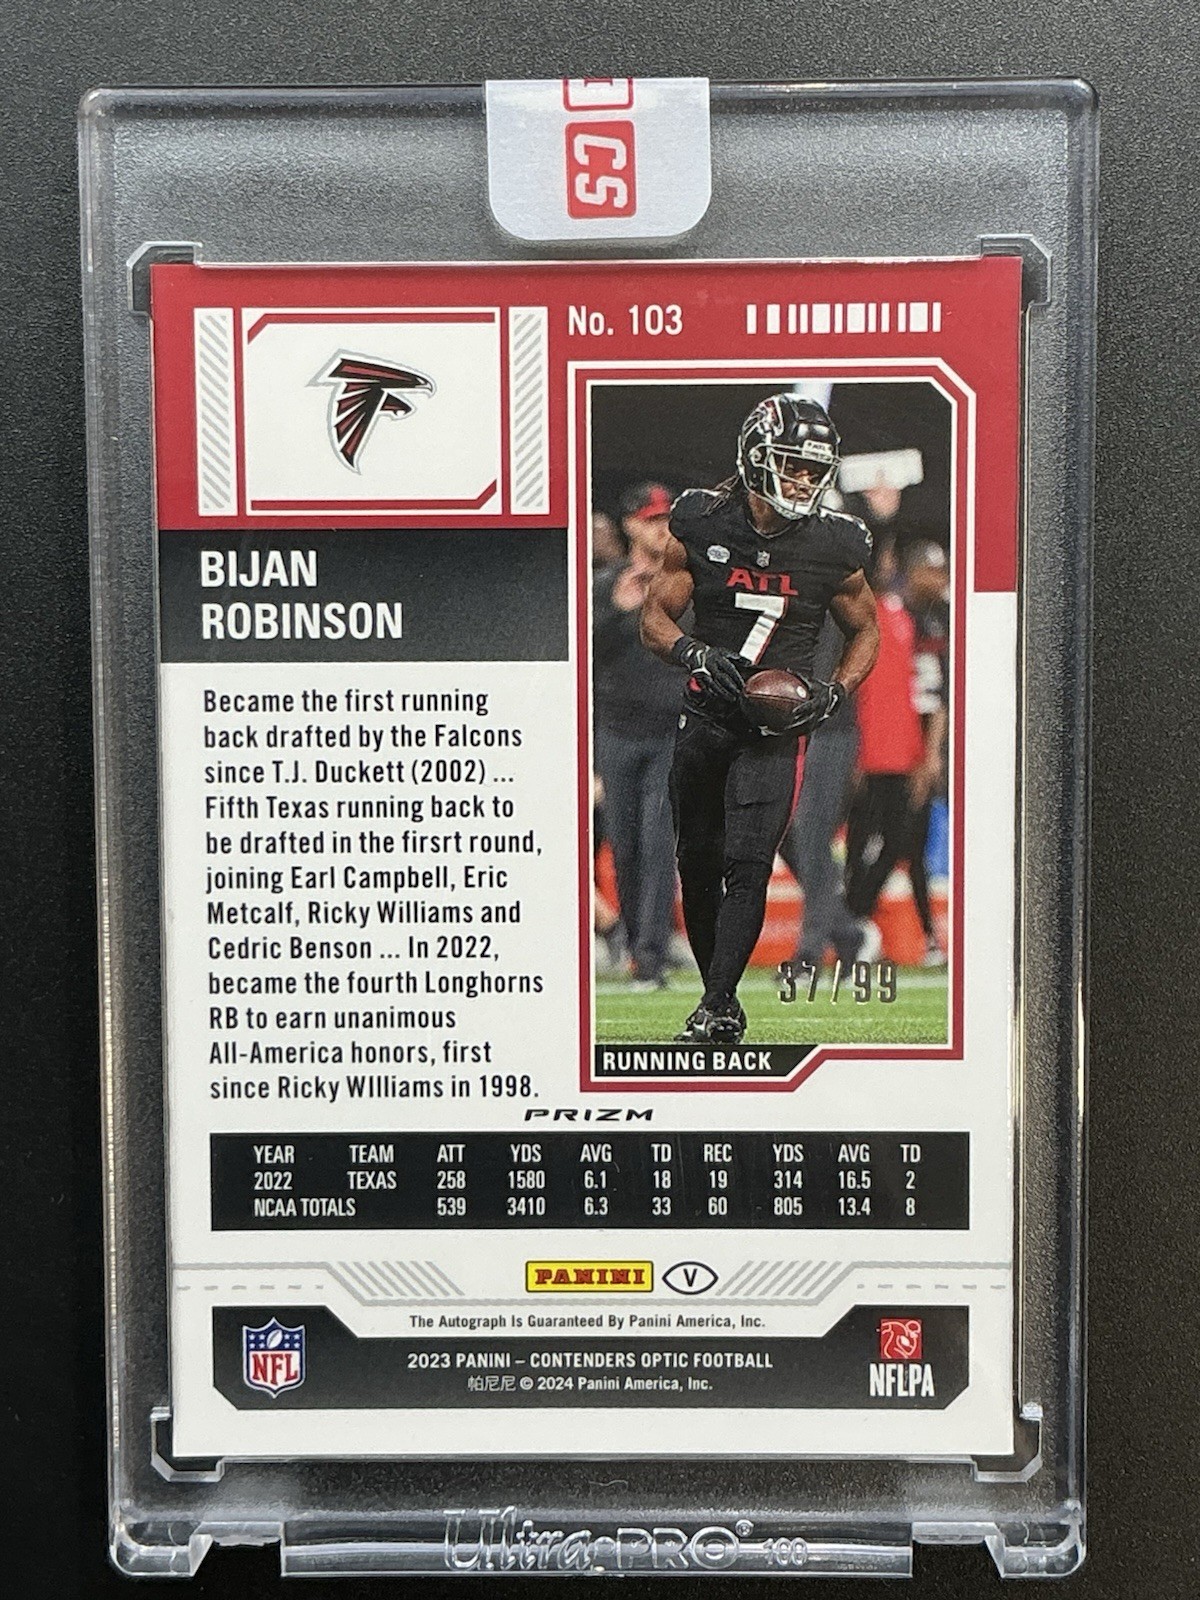 CS
No. 103
BIJAN
ROBINSON
ATL
7
Became the first running
back drafted by the Falcons
since T.J. Duckett (2002) ...
Fifth Texas running back to
be drafted in the firsrt round,
joining Earl Campbell, Eric
Metcalf, Ricky Williams and
Cedric Benson ... In 2022,
became the fourth Longhorns
RB to earn unanimous
All-America honors, first
since Ricky WIlliams in 1998.
37/99
RUNNING BACK
PRIZM
YEAR TEAM ATT YDS AVG TD REC YDS AVG TD
2022 TEXAS 258 1580 6.1 18 19 314 16.5 2
NCAA TOTALS 539 3410 6.3 33 60 805 13.4 8
PANINI V
The Autograph Is Guaranteed By Panini America, Inc.
NFL
2023 PANINI – CONTENDERS OPTIC FOOTBALL
帕尼尼 © 2024 Panini America, Inc.
NFLPA
Ultra·PRO®